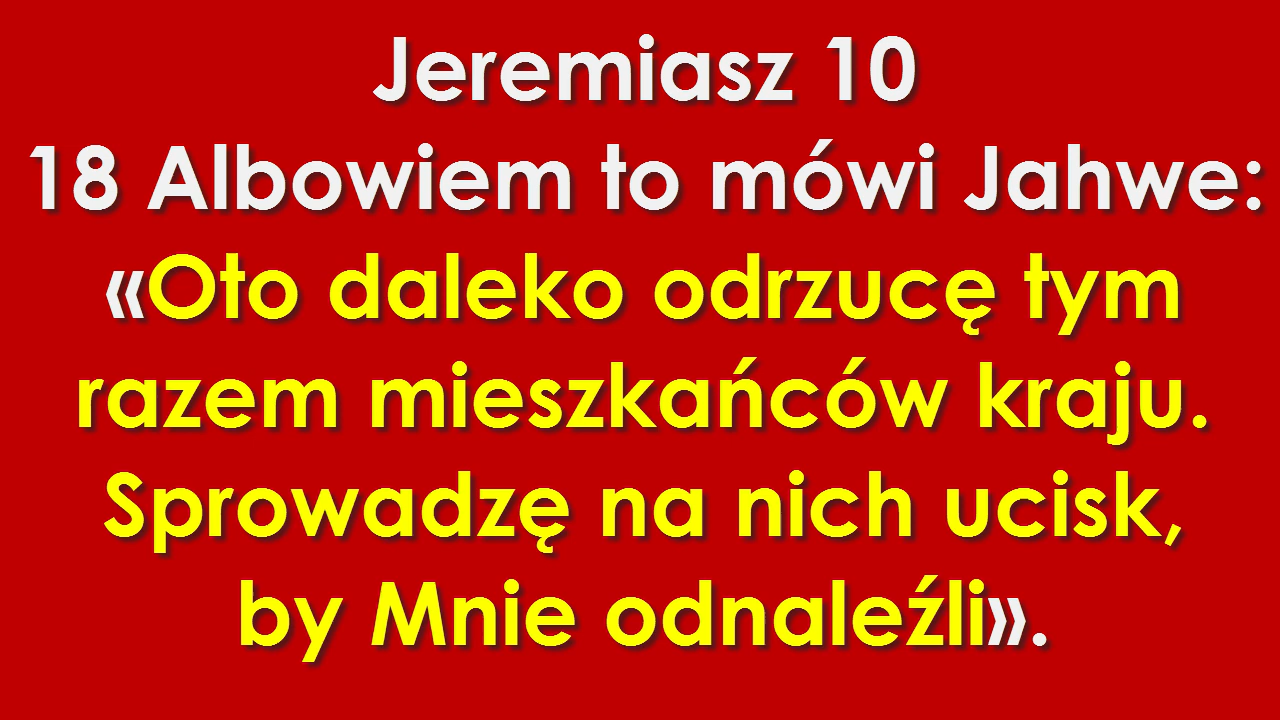 Jeremiasz 10
18 Albowiem to mówi Jahwe:
«Oto daleko odrzucę tym
razem mieszkańców kraju.
Sprowadzę na nich ucisk,
by Mnie odnaleźli».